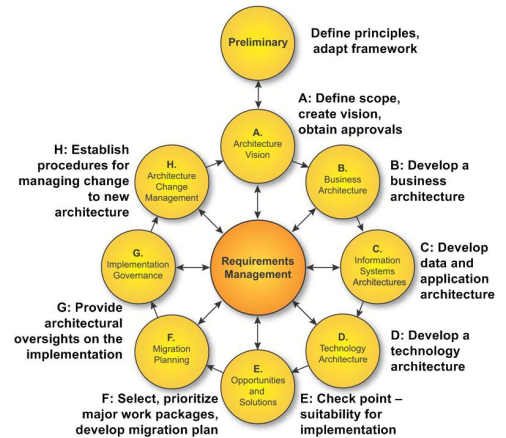 Preliminary
Define principles,
adapt framework
A.
Architecture
Vision
A: Define scope,
create vision,
obtain approvals
B.
Business
Architecture
B: Develop a
business
architecture
C.
Information
Systems
Architectures
C: Develop
data and
application
architecture
D.
Technology
Architecture
D: Develop a
technology
architecture
E.
Opportunities
and
Solutions
E: Check point –
suitability for
implementation
F.
Migration
Planning
F: Select, prioritize
major work packages,
develop migration plan
G.
Implementation
Governance
G: Provide
architectural
oversights on the
implementation
H.
Architecture
Change
Management
H: Establish
procedures for
managing change
to new
architecture
Requirements
Management